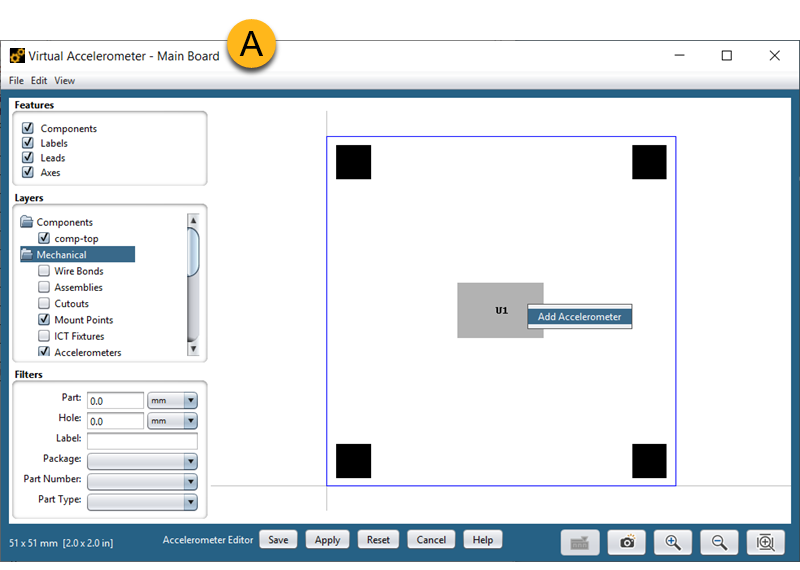 A
Virtual Accelerometer - Main Board
File Edit View
Features
Components
Labels
Leads
Axes
Layers
Components
comp-top
Mechanical
Wire Bonds
Assemblies
Cutouts
Mount Points
ICT Fixtures
Accelerometers
Filters
Part: 0.0 mm
Hole: 0.0 mm
Label:
Package:
Part Number:
Part Type:
U1
Add Accelerometer
51 x 51 mm [2.0 x 2.0 in]
Accelerometer Editor Save Apply Reset Cancel Help